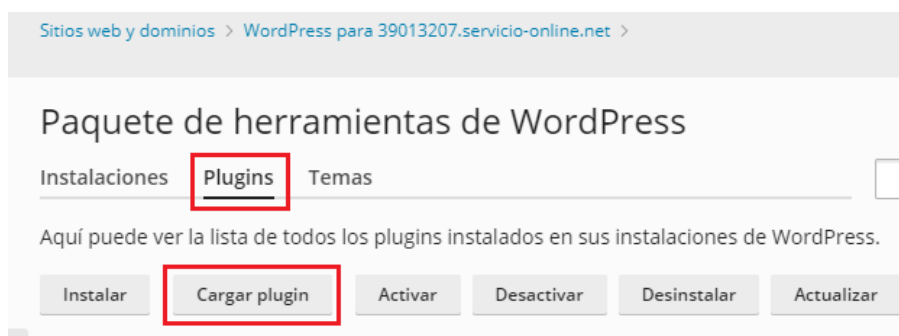 Sitios web y dominios > WordPress para 39013207.servicio-online.net >
Paquete de herramientas de WordPress
Instalaciones Plugins Temas
Aquí puede ver la lista de todos los plugins instalados en sus instalaciones de WordPress.
Instalar Cargar plugin Activar Desactivar Desinstalar Actualizar